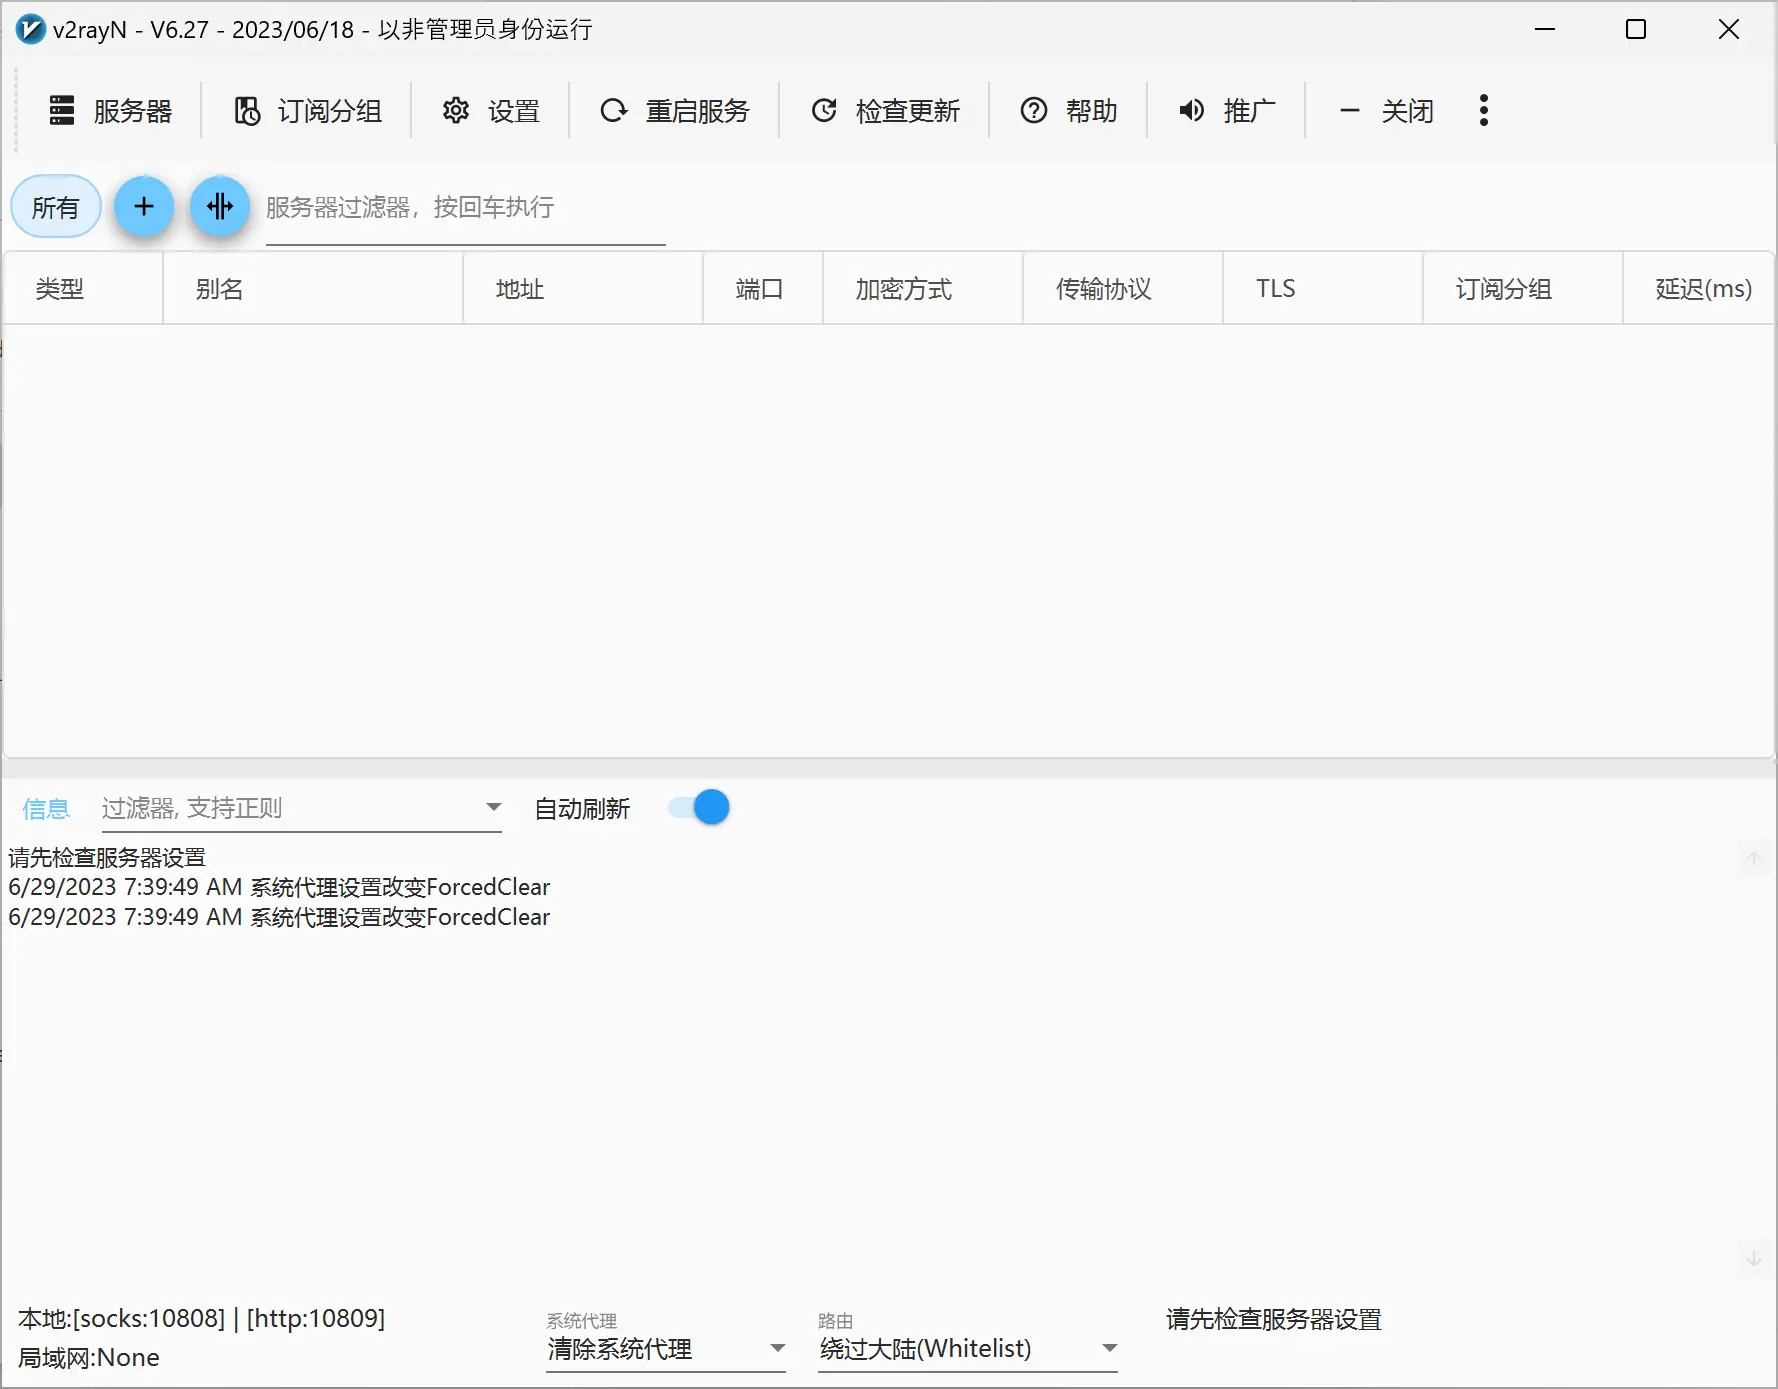 v2rayN - V6.27 - 2023/06/18 - 以非管理员身份运行
服务器 订阅分组 设置 重启服务 检查更新 帮助 推广 关闭
所有 服务器过滤器，按回车执行
类型 别名 地址 端口 加密方式 传输协议 TLS 订阅分组 延迟(ms)
信息 过滤器, 支持正则 自动刷新
请先检查服务器设置
6/29/2023 7:39:49 AM 系统代理设置改变ForcedClear
6/29/2023 7:39:49 AM 系统代理设置改变ForcedClear
本地:[socks:10808] | [http:10809]
局域网:None
系统代理
清除系统代理
路由
绕过大陆(Whitelist)
请先检查服务器设置